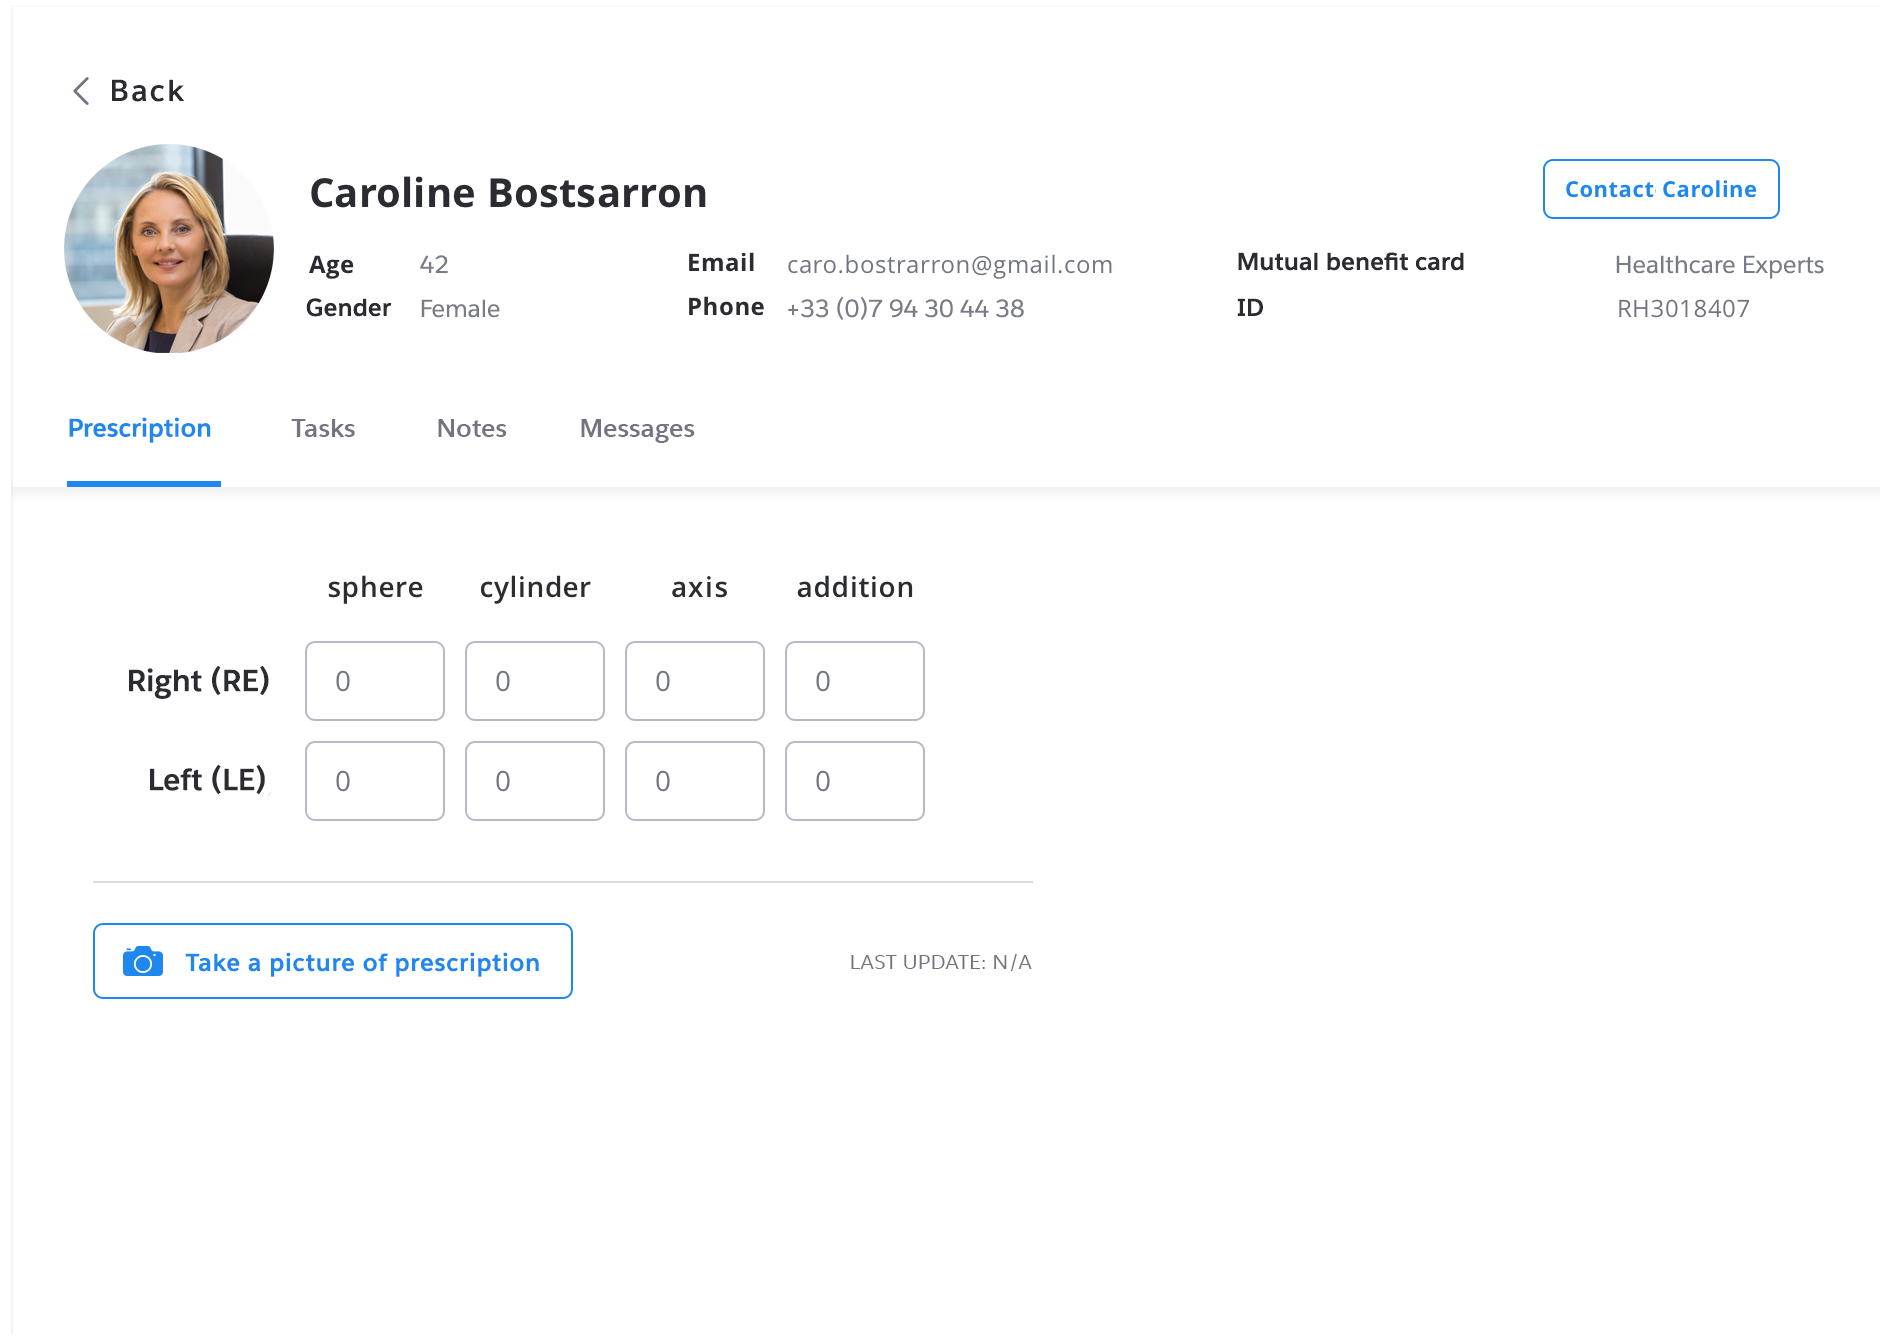 Back
Caroline Bostsarron
Contact Caroline
Age 42 Email caro.bostrarron@gmail.com Mutual benefit card Healthcare Experts
Gender Female Phone +33 (0)7 94 30 44 38 ID RH3018407
Prescription Tasks Notes Messages
sphere cylinder axis addition
Right (RE) 0 0 0 0
Left (LE) 0 0 0 0
Take a picture of prescription LAST UPDATE: N/A